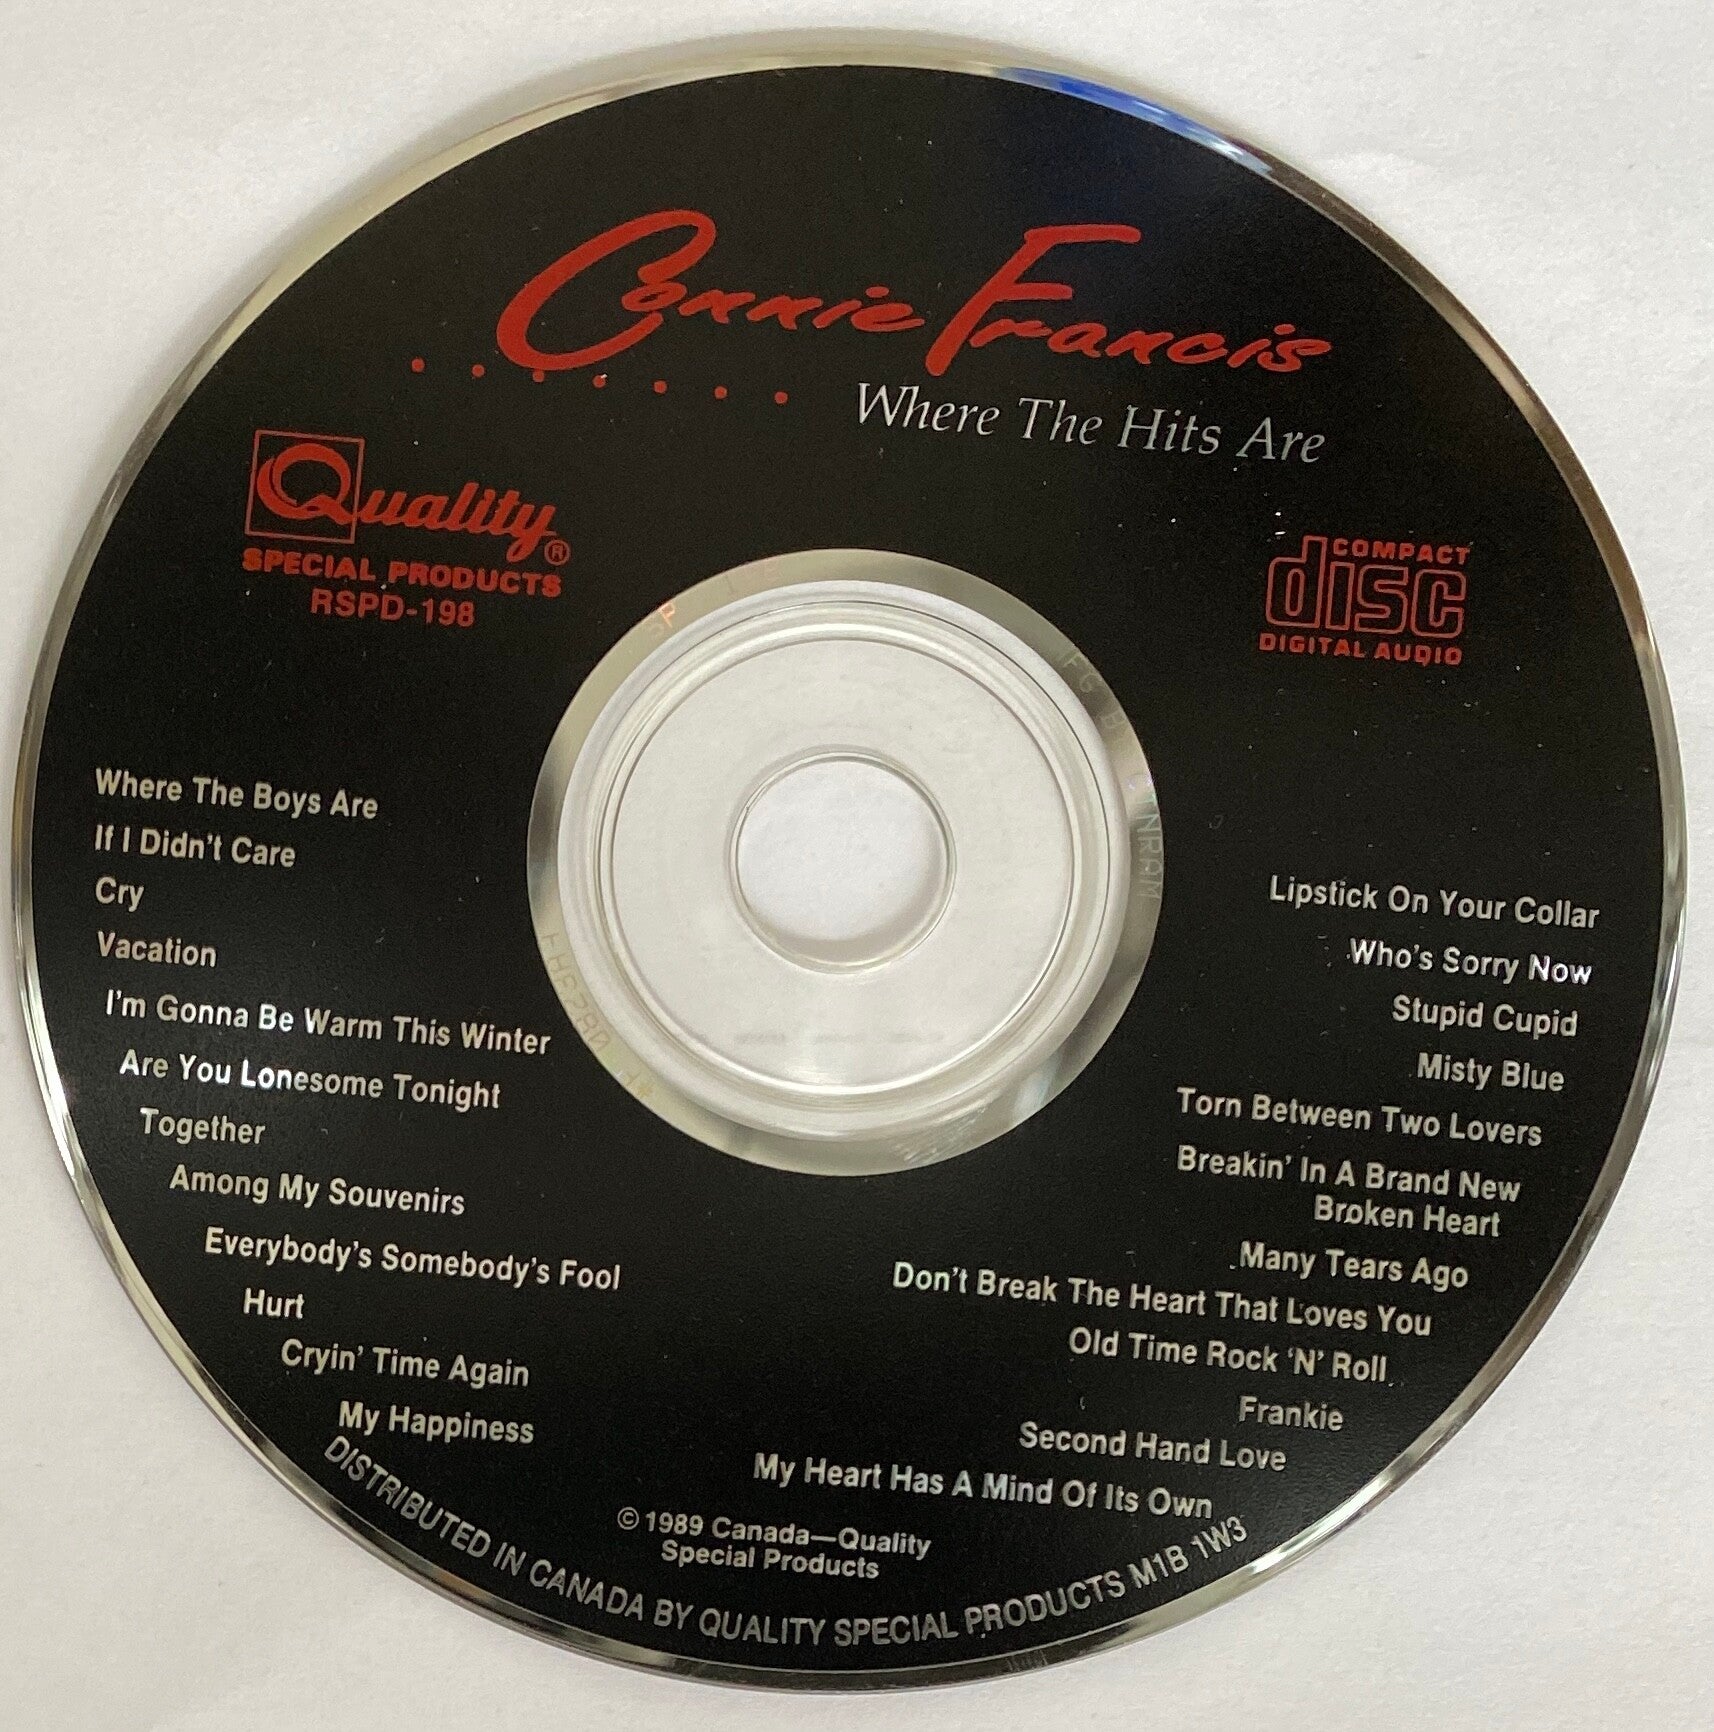 Connie Francis
Where The Hits Are
Quality®
SPECIAL PRODUCTS
RSPD-198
COMPACT
disc
DIGITAL AUDIO
Where The Boys Are
If I Didn't Care
Cry
Vacation
I'm Gonna Be Warm This Winter
Are You Lonesome Tonight
Together
Among My Souvenirs
Everybody's Somebody's Fool
Hurt
Cryin' Time Again
My Happiness
Lipstick On Your Collar
Who's Sorry Now
Stupid Cupid
Misty Blue
Torn Between Two Lovers
Breakin' In A Brand New
Broken Heart
Many Tears Ago
Don't Break The Heart That Loves You
Old Time Rock 'N' Roll
Frankie
Second Hand Love
My Heart Has A Mind Of Its Own
© 1989 Canada—Quality
Special Products
DISTRIBUTED IN CANADA BY QUALITY SPECIAL PRODUCTS M1B 1W3